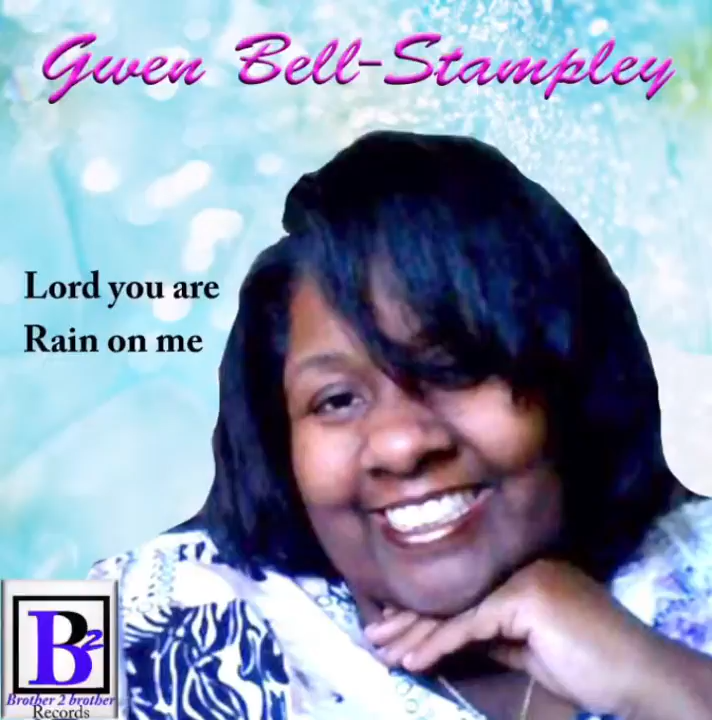 Gwen Bell-Stampley
Lord you are
Rain on me
B2
Brother 2 brother
Records